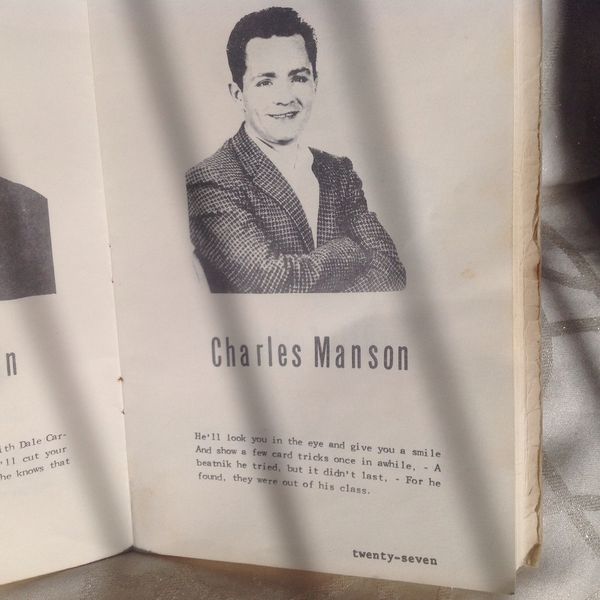 n
ith Dale Car-
'll cut your
he knows that
Charles Manson
He'll look you in the eye and give you a smile
And show a few card tricks once in awhile, - A
beatnik he tried, but it didn't last, - For he
found, they were out of his class.
twenty-seven